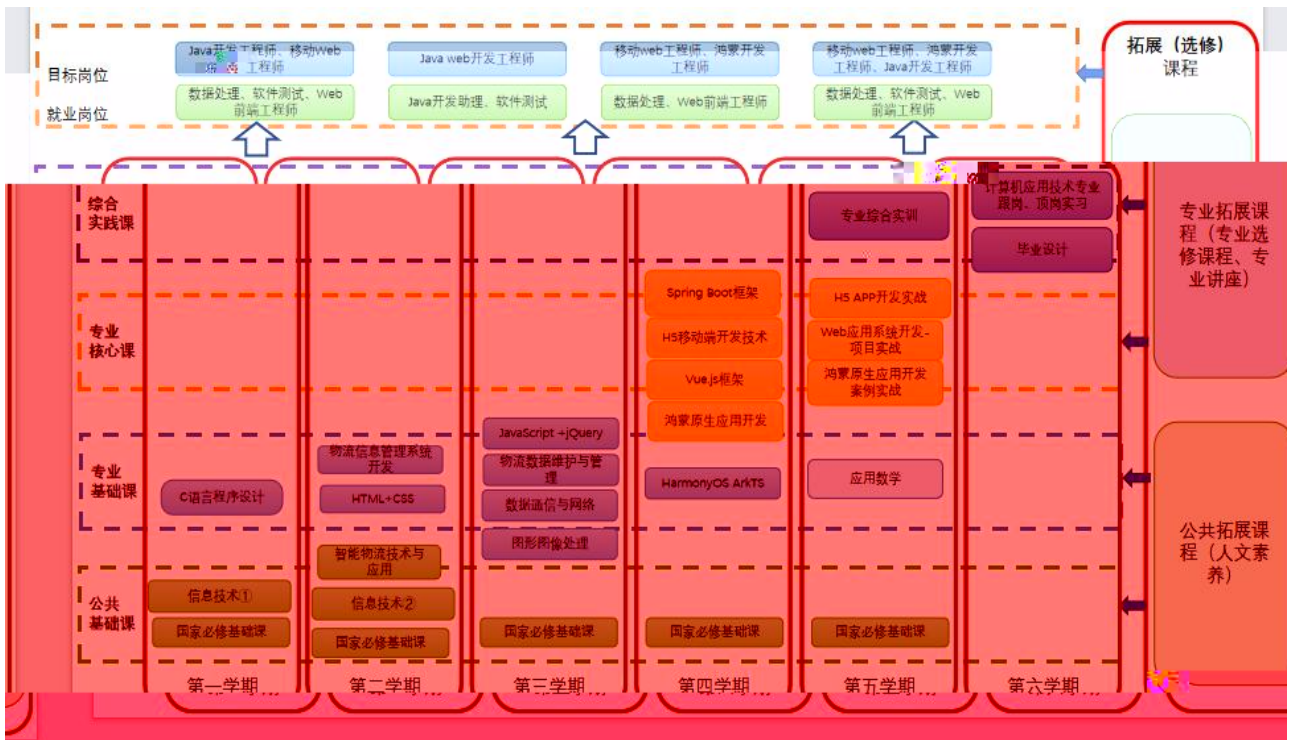 拓展（选修）
课程
目标岗位
Java开发工程师、移动Web
工程师
Java web开发工程师
移动web工程师、鸿蒙开发
工程师
移动web工程师、鸿蒙开发
工程师、Java开发工程师
就业岗位
数据处理、软件测试、Web
前端工程师
Java开发助理、软件测试
数据处理、Web前端工程师
数据处理、软件测试、Web
前端工程师
综合
实践课
专业综合实训
计算机应用技术专业
跟岗、顶岗实习
毕业设计
专业拓展课
程（专业选
修课程、专
业讲座）
专业
核心课
Spring Boot框架
H5移动端开发技术
Vue.js框架
鸿蒙原生应用开发
H5 APP开发实战
Web应用系统开发-
项目实战
鸿蒙原生应用开发
案例实战
专业
基础课
C语言程序设计
物流信息管理系统
开发
HTML+CSS
JavaScript +jQuery
物流数据维护与管
理
数据通信与网络
图形图像处理
HarmonyOS ArkTS
应用数学
公共拓展课
程（人文素
养）
公共
基础课
信息技术①
国家必修基础课
智能物流技术与
应用
信息技术②
国家必修基础课
国家必修基础课
国家必修基础课
国家必修基础课
第一学期
第二学期
第三学期
第四学期
第五学期
第六学期